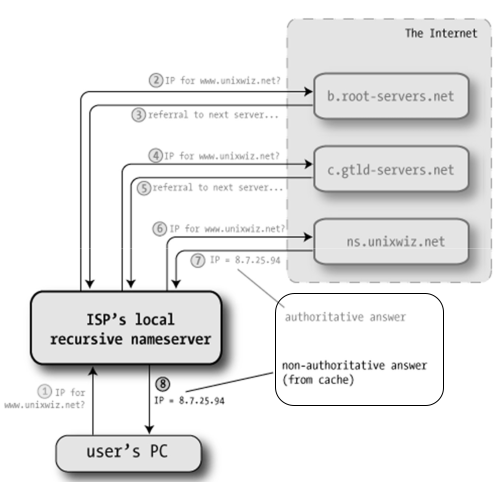 The Internet
② IP for www.unixwiz.net?
b.root-servers.net
③ referral to next server...
④ IP for www.unixwiz.net?
c.gtld-servers.net
⑤ referral to next server...
⑥ IP for www.unixwiz.net?
ns.unixwiz.net
⑦ IP = 8.7.25.94
ISP's local
recursive nameserver
authoritative answer
non-authoritative answer
(from cache)
① IP for
www.unixwiz.net?
⑧
IP = 8.7.25.94
user's PC